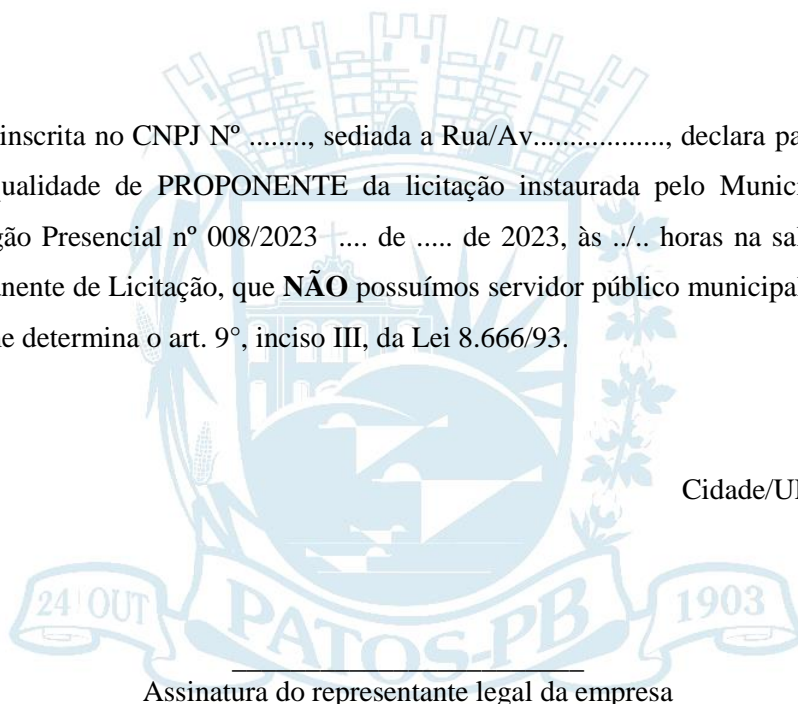 inscrita no CNPJ Nº ........, sediada a Rua/Av.................., declara pa
qualidade de PROPONENTE da licitação instaurada pelo Munici
gão Presencial nº 008/2023 .... de ..... de 2023, às ../.. horas na sal
nente de Licitação, que NÃO possuímos servidor público municipal
e determina o art. 9°, inciso III, da Lei 8.666/93.
Cidade/U
24 OUT
PATOS-PB
1903
Assinatura do representante legal da empresa